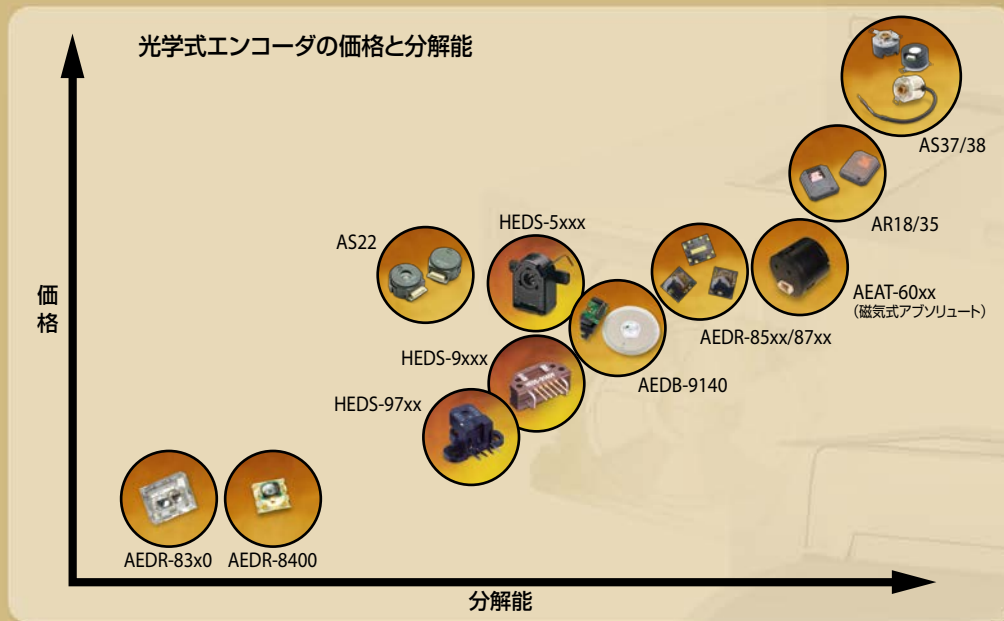 光学式エンコーダの価格と分解能
AS37/38
AR18/35
HEDS-5xxx
AS22
AEAT-60xx
（磁気式アブソリュート）
価格
AEDR-85xx/87xx
HEDS-9xxx
AEDB-9140
HEDS-97xx
AEDR-83x0
AEDR-8400
分解能